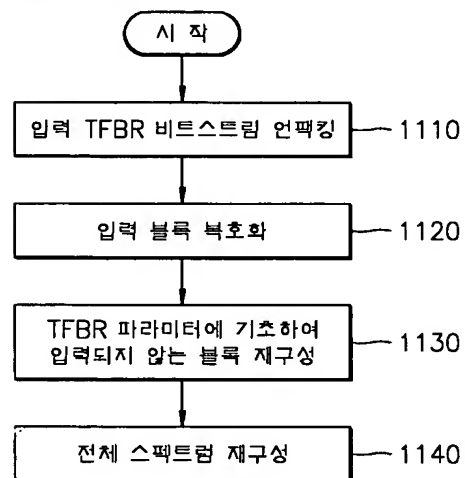 시 작
입력 TFBR 비트스트림 언팩킹
1110
입력 블록 복호화
1120
TFBR 파라미터에 기초하여
입력되지 않는 블록 재구성
1130
전체 스펙트럼 재구성
1140